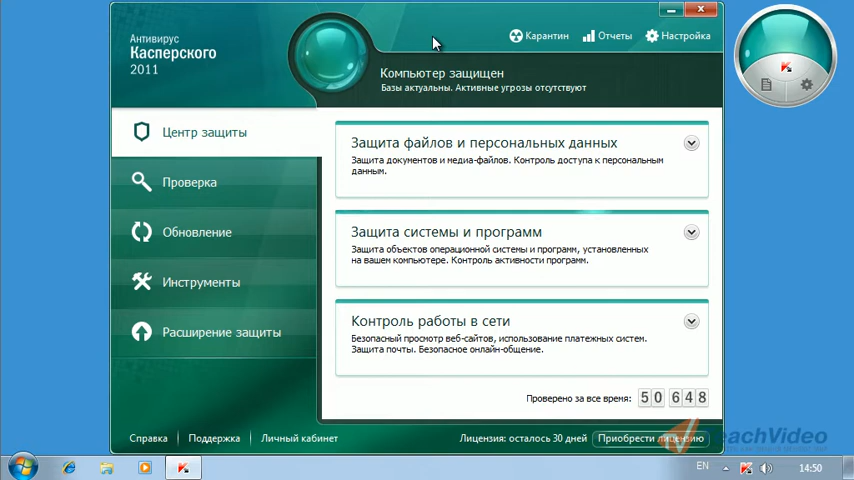 Антивирус
Касперского
2011
Карантин
Отчеты
Настройка
Компьютер защищен
Базы актуальны. Активные угрозы отсутствуют
Центр защиты
Проверка
Обновление
Инструменты
Расширение защиты
Защита файлов и персональных данных
Защита документов и медиа-файлов. Контроль доступа к персональным
данным.
Защита системы и программ
Защита объектов операционной системы и программ, установленных
на вашем компьютере. Контроль активности программ.
Контроль работы в сети
Безопасный просмотр веб-сайтов, использование платежных систем.
Защита почты. Безопасное онлайн-общение.
Проверено за все время: 50 648
Справка
Поддержка
Личный кабинет
Лицензия: осталось 30 дней
Приобрести лицензию
TeachVideo
EN
14:50